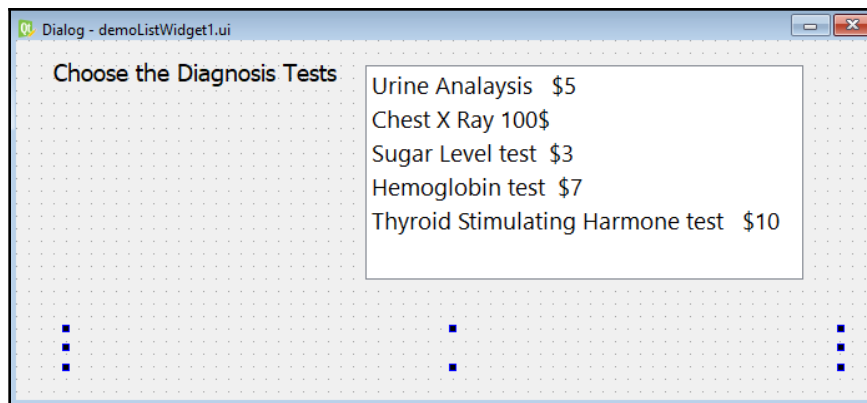 Dialog - demoListWidget1.ui
Choose the Diagnosis Tests
Urine Analaysis $5
Chest X Ray 100$
Sugar Level test $3
Hemoglobin test $7
Thyroid Stimulating Harmone test $10